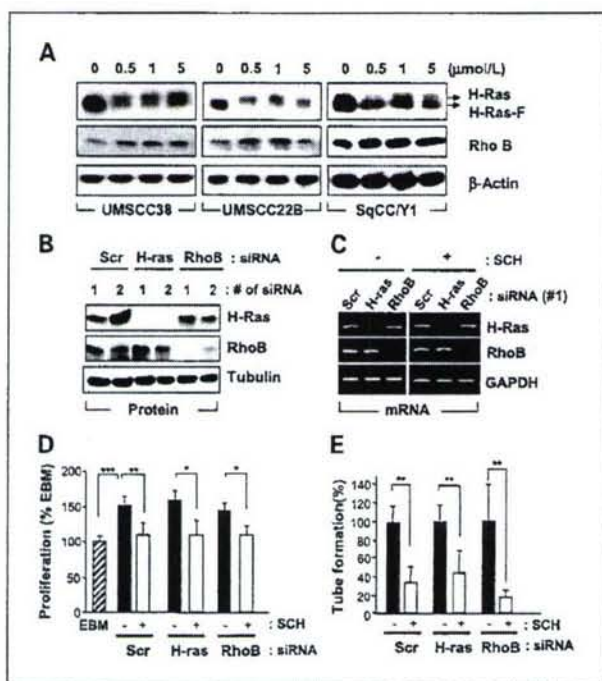 A
0 0.5 1 5 0 0.5 1 5 0 0.5 1 5 (μmol/L)
H-Ras
H-Ras-F
Rho B
β-Actin
UMSCC38 UMSCC22B SqCC/Y1
B
Scr H-ras RhoB : siRNA
1 2 1 2 1 2 : # of siRNA
H-Ras
RhoB
Tubulin
Protein
C
- + : SCH
Scr H-ras RhoB Scr H-ras RhoB : siRNA (#1)
H-Ras
RhoB
GAPDH
mRNA
D
Proliferation (% EBM)
200
150
100
50
0
*** ** * *
EBM - + - + - + : SCH
Scr H-ras RhoB : siRNA
E
Tube formation(%)
140
120
100
80
60
40
20
0
** ** **
- + - + - + : SCH
Scr H-ras RhoB : siRNA